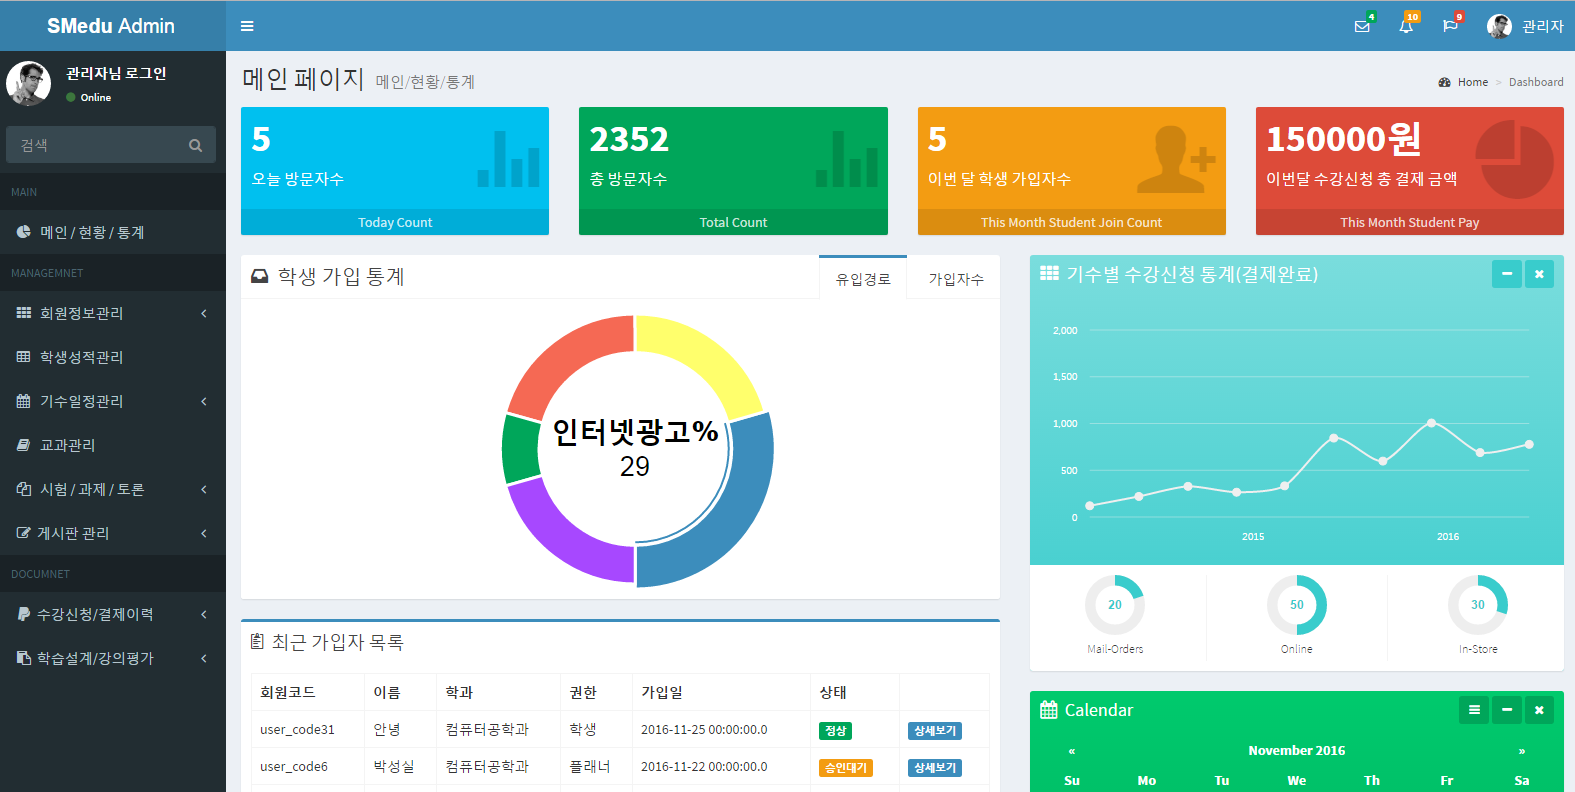 SMedu Admin
4
10
9
관리자
관리자님 로그인
Online
검색
MAIN
메인 / 현황 / 통계
MANAGEMNET
회원정보관리
학생성적관리
기수일정관리
교과관리
시험 / 과제 / 토론
게시판 관리
DOCUMNET
수강신청/결제이력
학습설계/강의평가
메인 페이지 메인/현황/통계
Home > Dashboard
5
오늘 방문자수
Today Count
2352
총 방문자수
Total Count
5
이번 달 학생 가입자수
This Month Student Join Count
150000원
이번달 수강신청 총 결제 금액
This Month Student Pay
학생 가입 통계
유입경로
가입자수
인터넷광고%
29
기수별 수강신청 통계(결제완료)
2,000
1,500
1,000
500
0
2015
2016
20
50
30
Mail-Orders
Online
In-Store
최근 가입자 목록
회원코드 이름 학과 권한 가입일 상태
user_code31 안녕 컴퓨터공학과 학생 2016-11-25 00:00:00.0 정상 상세보기
user_code6 박성실 컴퓨터공학과 플래너 2016-11-22 00:00:00.0 승인대기 상세보기
Calendar
« November 2016 »
Su Mo Tu We Th Fr Sa